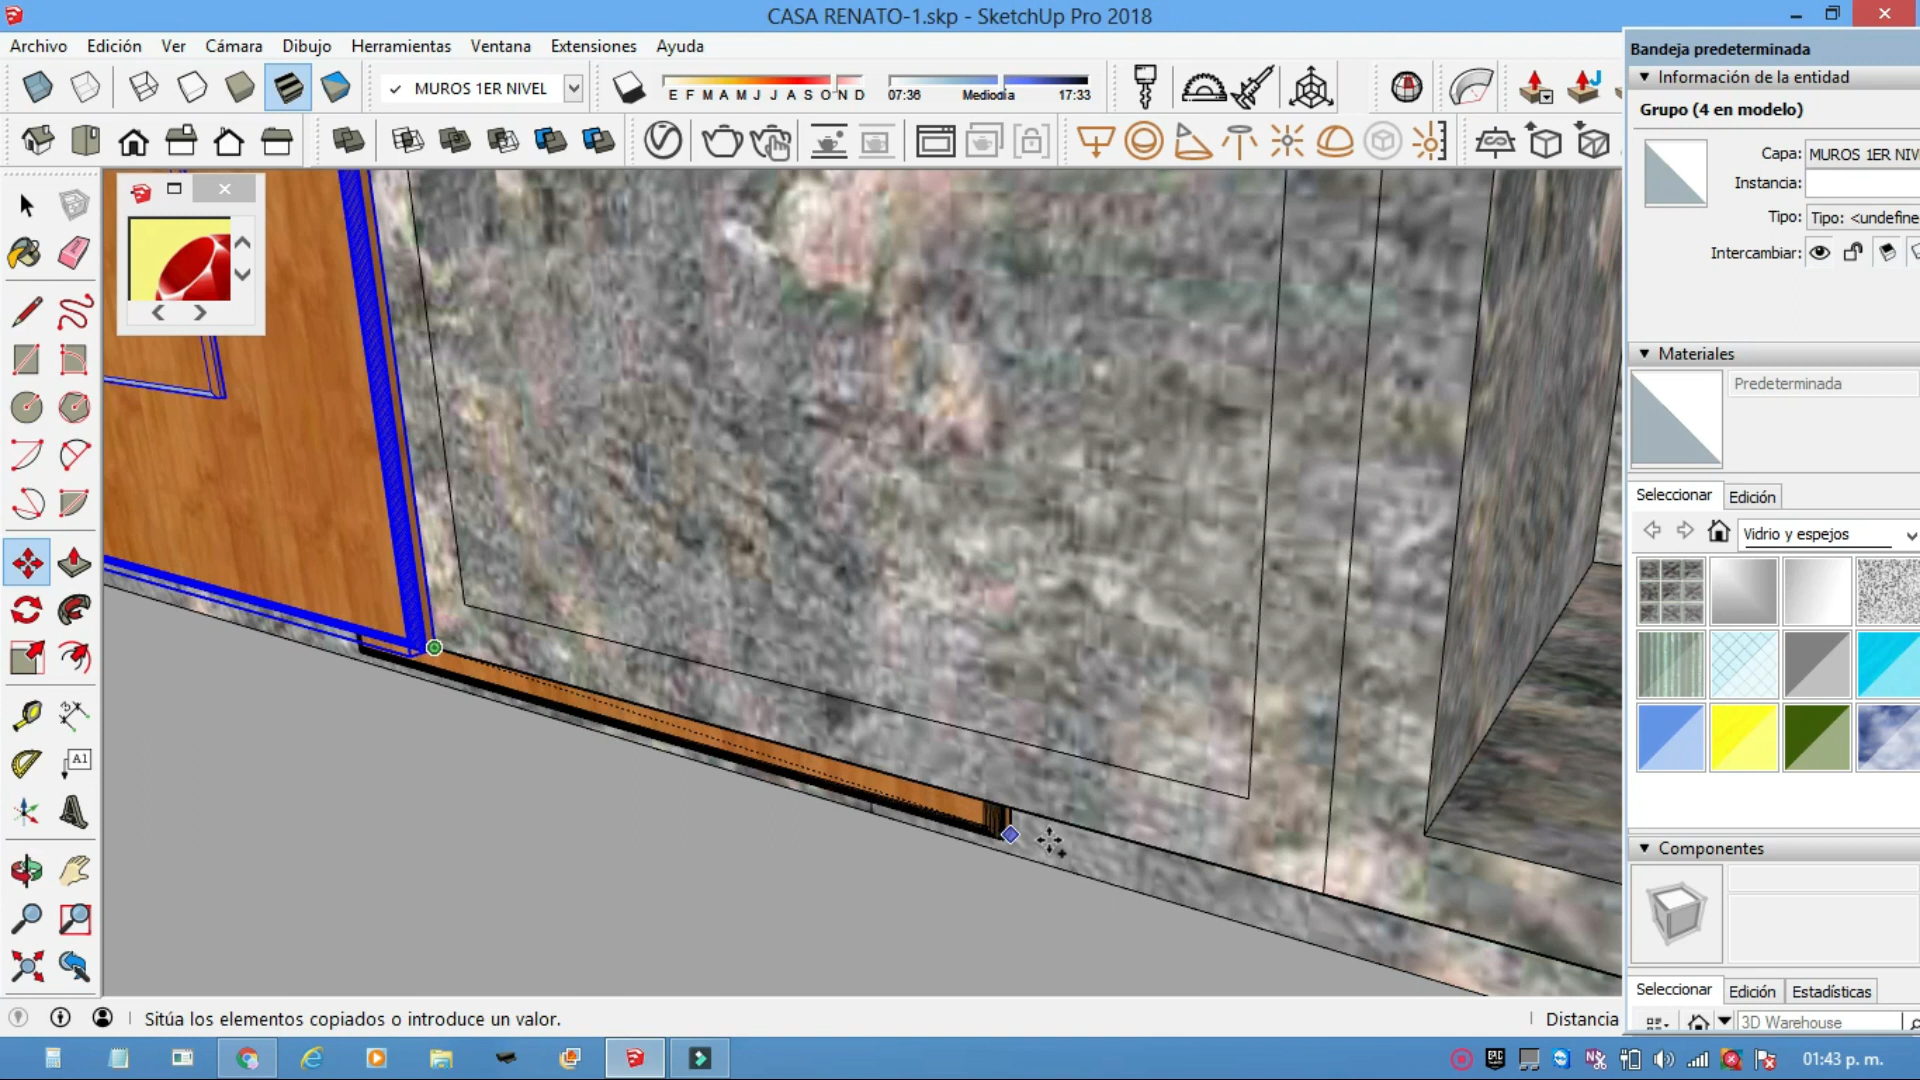 CASA RENATO-1.skp - SketchUp Pro 2018
Archivo Edición Ver Cámara Dibujo Herramientas Ventana Extensiones Ayuda
Bandeja predeterminada
MUROS 1ER NIVEL
E F M A M J J A S O N D
07:36 Mediodía 17:33
Información de la entidad
Grupo (4 en modelo)
Capa: MUROS 1ER NIV
Instancia:
Tipo: Tipo: <undefine
Intercambiar:
Materiales
Predeterminada
Seleccionar Edición
Vidrio y espejos
A1
Componentes
Seleccionar Edición Estadísticas
3D Warehouse
Sitúa los elementos copiados o introduce un valor.
Distancia
01:43 p. m.